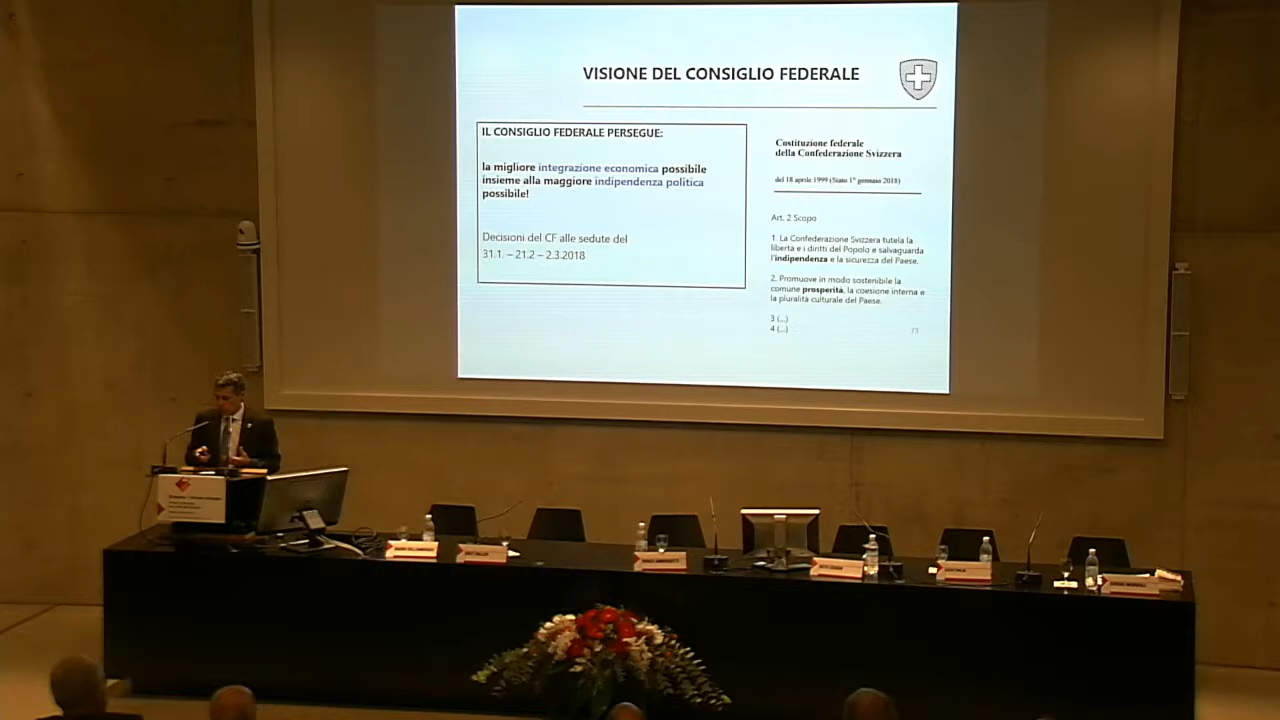 VISIONE DEL CONSIGLIO FEDERALE
IL CONSIGLIO FEDERALE PERSEGUE:
la migliore integrazione economica possibile
insieme alla maggiore indipendenza politica
possibile!
Decisioni del CF alle sedute del
31.1. – 21.2 – 2.3.2018
Costituzione federale
della Confederazione Svizzera
del 18 aprile 1999 (Stato 1° gennaio 2018)
Art. 2 Scopo
1 La Confederazione Svizzera tutela la
libertà e i diritti del Popolo e salvaguarda
l'indipendenza e la sicurezza del Paese.
2. Promuove in modo sostenibile la
comune prosperità, la coesione interna e
la pluralità culturale del Paese.
3 (...)
4 (...)
73